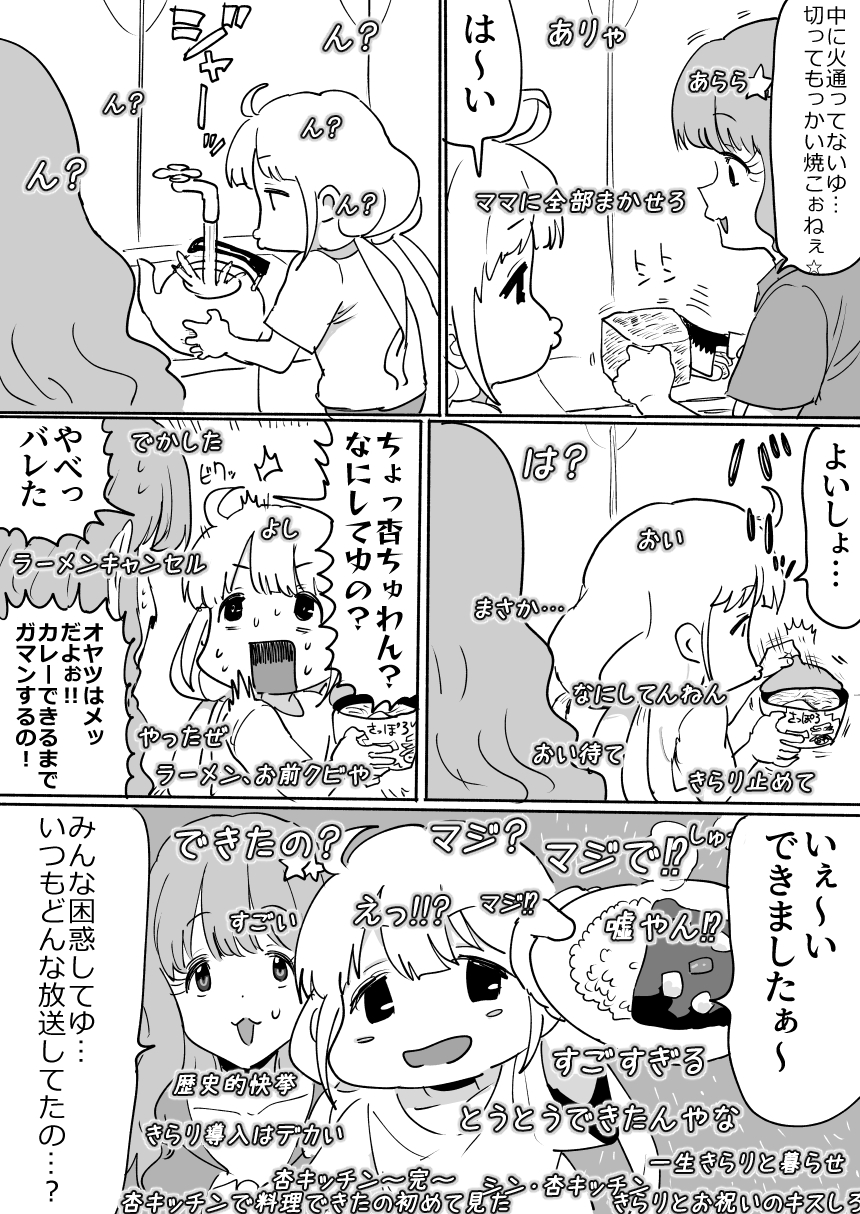 中に火通ってないゆ…
切ってもっかい焼こぉねぇ☆
あらら☆
ありゃ
は〜い
ママに全部まかせろ
トト
ん?
ジャーッ
ん?
ん?
ん?
ん?
よいしょ…
は?
おい
まさか…
なにしてんねん
おい待て
きらり止めて
さっぽろ
ちょっ杏ちゅわん?
なにしてゆの?
でかした
ビクッ
よし
やべっ
バレた
ラーメンキャンセル
オヤツはメッ
だよぉ!!
カレーできるまで
ガマンするの!
やったぜ
ラーメン、お前クビや
さっぽろ
いぇ〜い
できましたぁ〜
しゅ〜
マジで!?
マジ?
できたの?
嘘やん!?
マジ!!
えっ!!?
すごい
みんな困惑してゆ…
いつもどんな放送してたの…?
すごすぎる
歴史的快挙
とうとうできたんやな
きらり導入はデカい
一生きらりと暮らせ
杏キッチン〜完〜
シン・杏キッチン
杏キッチンで料理できたの初めて見た
きらりとお祝いのキスしろ